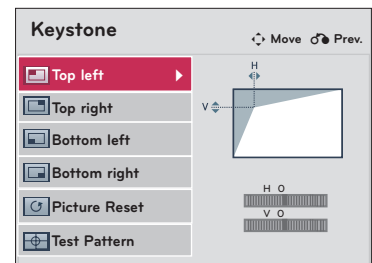 Keystone
Move Prev.
Top left
Top right
Bottom left
Bottom right
Picture Reset
Test Pattern
H
V
H 0
V 0